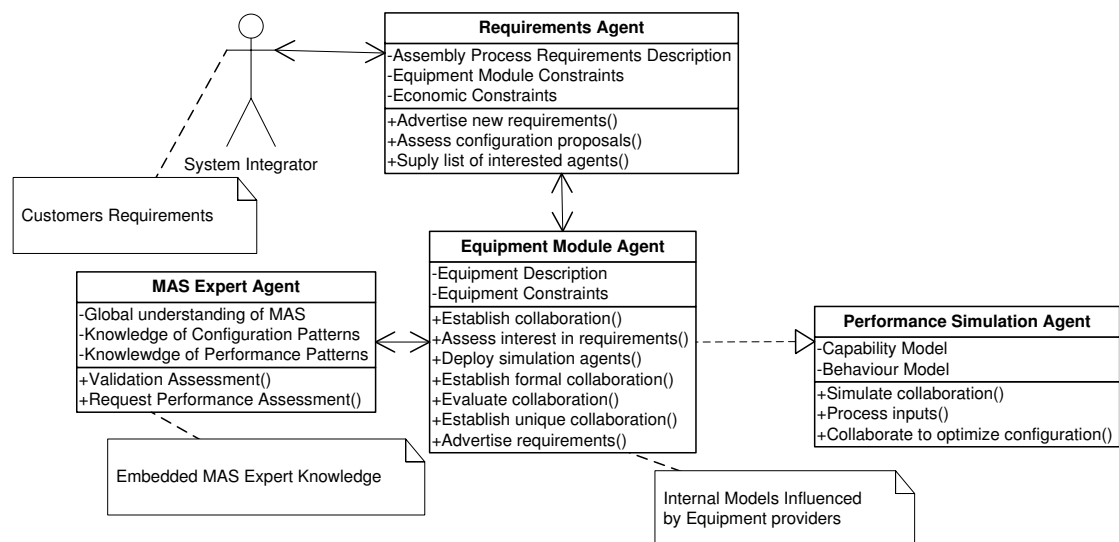 Requirements Agent
-Assembly Process Requirements Description
-Equipment Module Constraints
-Economic Constraints
+Advertise new requirements()
+Assess configuration proposals()
+Suply list of interested agents()
System Integrator
Customers Requirements
Equipment Module Agent
-Equipment Description
-Equipment Constraints
+Establish collaboration()
+Assess interest in requirements()
+Deploy simulation agents()
+Establish formal collaboration()
+Evaluate collaboration()
+Establish unique collaboration()
+Advertise requirements()
MAS Expert Agent
-Global understanding of MAS
-Knowledge of Configuration Patterns
-Knowlewdge of Performance Patterns
+Validation Assessment()
+Request Performance Assessment()
Performance Simulation Agent
-Capability Model
-Behaviour Model
+Simulate collaboration()
+Process inputs()
+Collaborate to optimize configuration()
Embedded MAS Expert Knowledge
Internal Models Influenced
by Equipment providers